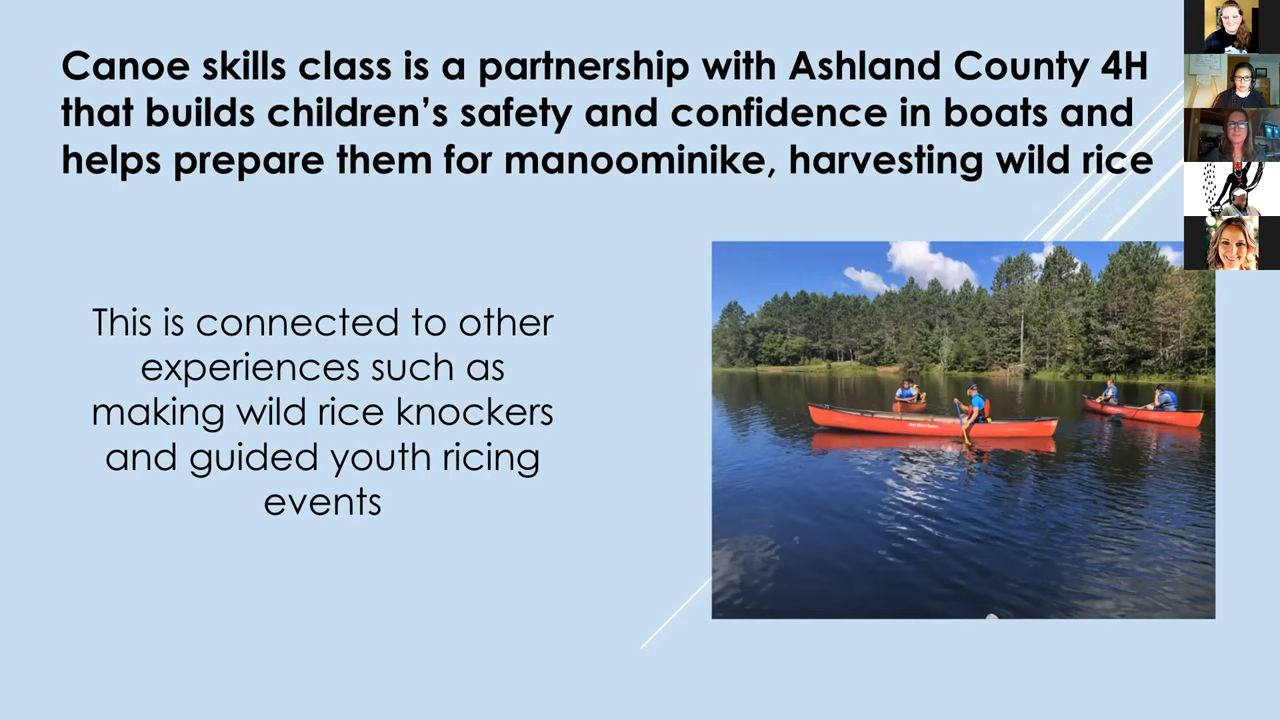 Canoe skills class is a partnership with Ashland County 4H
that builds children’s safety and confidence in boats and
helps prepare them for manoominike, harvesting wild rice
This is connected to other
experiences such as
making wild rice knockers
and guided youth ricing
events